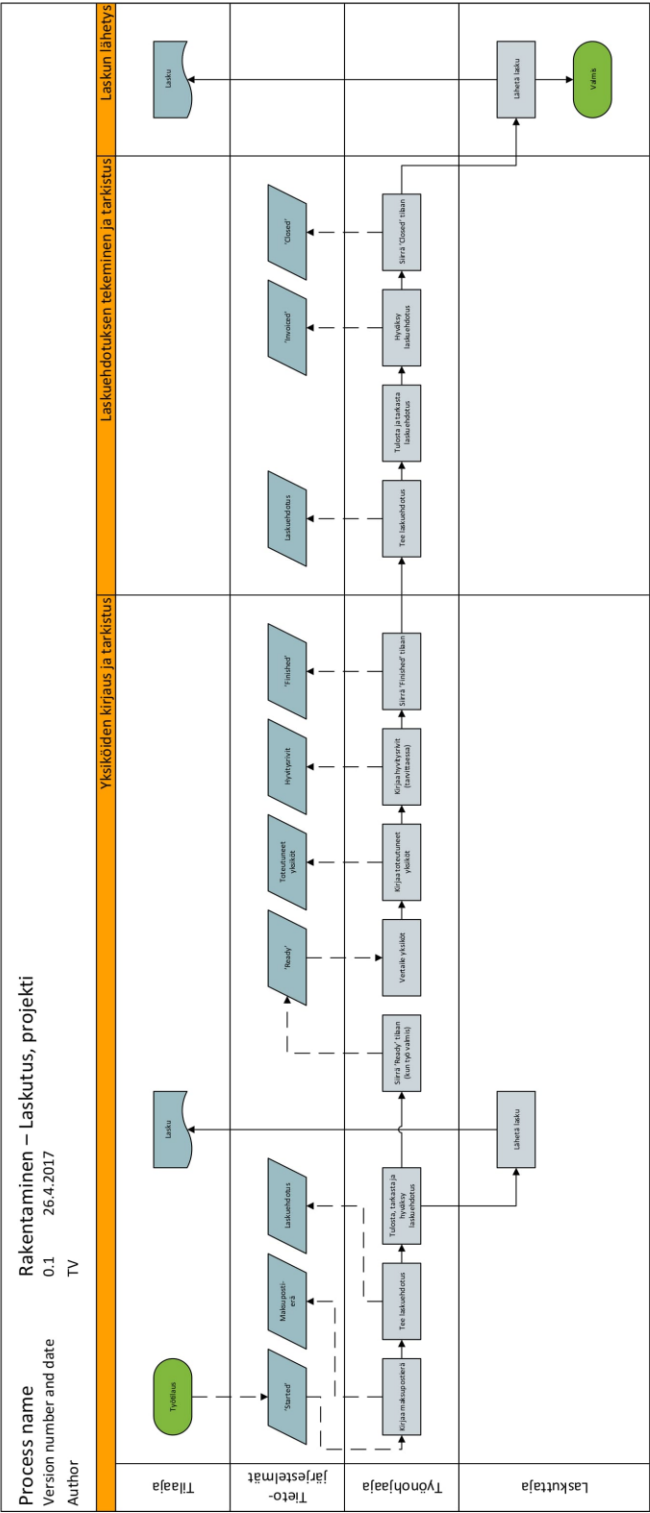 Process name Rakentaminen – Laskutus, projekti
Version number and date 0.1 26.4.2017
Author TV
Yksiköiden kirjaus ja tarkistus
Laskuehdotuksen tekeminen ja tarkistus
Laskun lähetys
Tilaaja
Työtilaus
Lasku
Lasku
Tieto-
järjestelmät
'Started'
Maksuposti-
erä
Laskuehdotus
'Ready'
Toteutuneet
yksiköt
Hyvitysrivit
'Finished'
Laskuehdotus
'Invoiced'
'Closed'
Työnohjaaja
Kirjaa maksupostierä
Tee laskuehdotus
Tulosta, tarkasta ja
hyväksy
laskuehdotus
Siirrä 'Ready' tilaan
(kun työ valmis)
Vertaile yksiköt
Kirjaa toteutuneet
yksiköt
Kirjaa hyvitysrivit
(tarvittaessa)
Siirrä 'Finished' tilaan
Tee laskuehdotus
Tulosta ja tarkasta
laskuehdotus
Hyväksy
laskuehdotus
Siirrä 'Closed' tilaan
Laskuttaja
Lähetä lasku
Lähetä lasku
Valmis